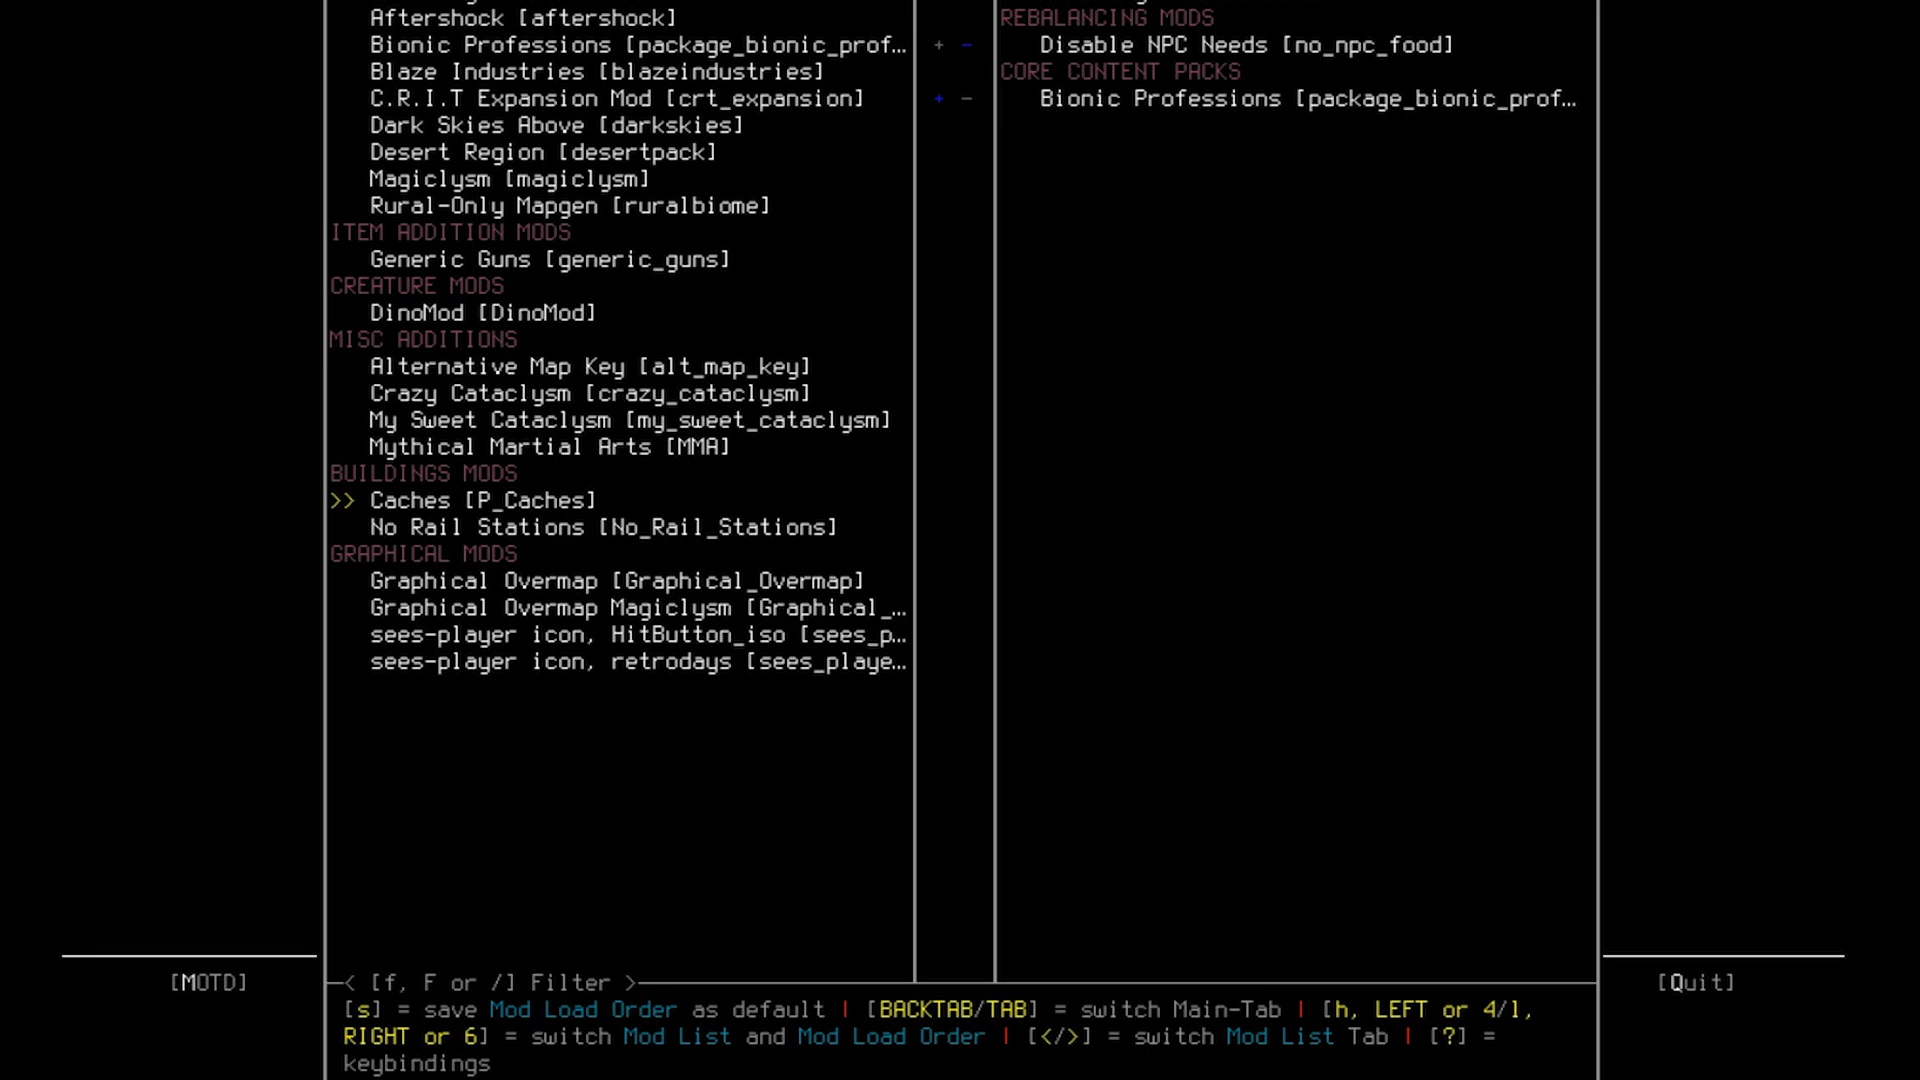 Aftershock [aftershock]
Bionic Professions [package_bionic_prof…
Blaze Industries [blazeindustries]
C.R.I.T Expansion Mod [crt_expansion]
Dark Skies Above [darkskies]
Desert Region [desertpack]
Magiclysm [magiclysm]
Rural-Only Mapgen [ruralbiome]
ITEM ADDITION MODS
Generic Guns [generic_guns]
CREATURE MODS
DinoMod [DinoMod]
MISC ADDITIONS
Alternative Map Key [alt_map_key]
Crazy Cataclysm [crazy_cataclysm]
My Sweet Cataclysm [my_sweet_cataclysm]
Mythical Martial Arts [MMA]
BUILDINGS MODS
>> Caches [P_Caches]
No Rail Stations [No_Rail_Stations]
GRAPHICAL MODS
Graphical Overmap [Graphical_Overmap]
Graphical Overmap Magiclysm [Graphical_…
sees-player icon, HitButton_iso [sees_p…
sees-player icon, retrodays [sees_playe…
+ -
+ -
REBALANCING MODS
Disable NPC Needs [no_npc_food]
CORE CONTENT PACKS
Bionic Professions [package_bionic_prof…
[MOTD]
< [f, F or /] Filter >
[Quit]
[s] = save Mod Load Order as default | [BACKTAB/TAB] = switch Main-Tab | [h, LEFT or 4/l,
RIGHT or 6] = switch Mod List and Mod Load Order | [</>] = switch Mod List Tab | [?] =
keybindings